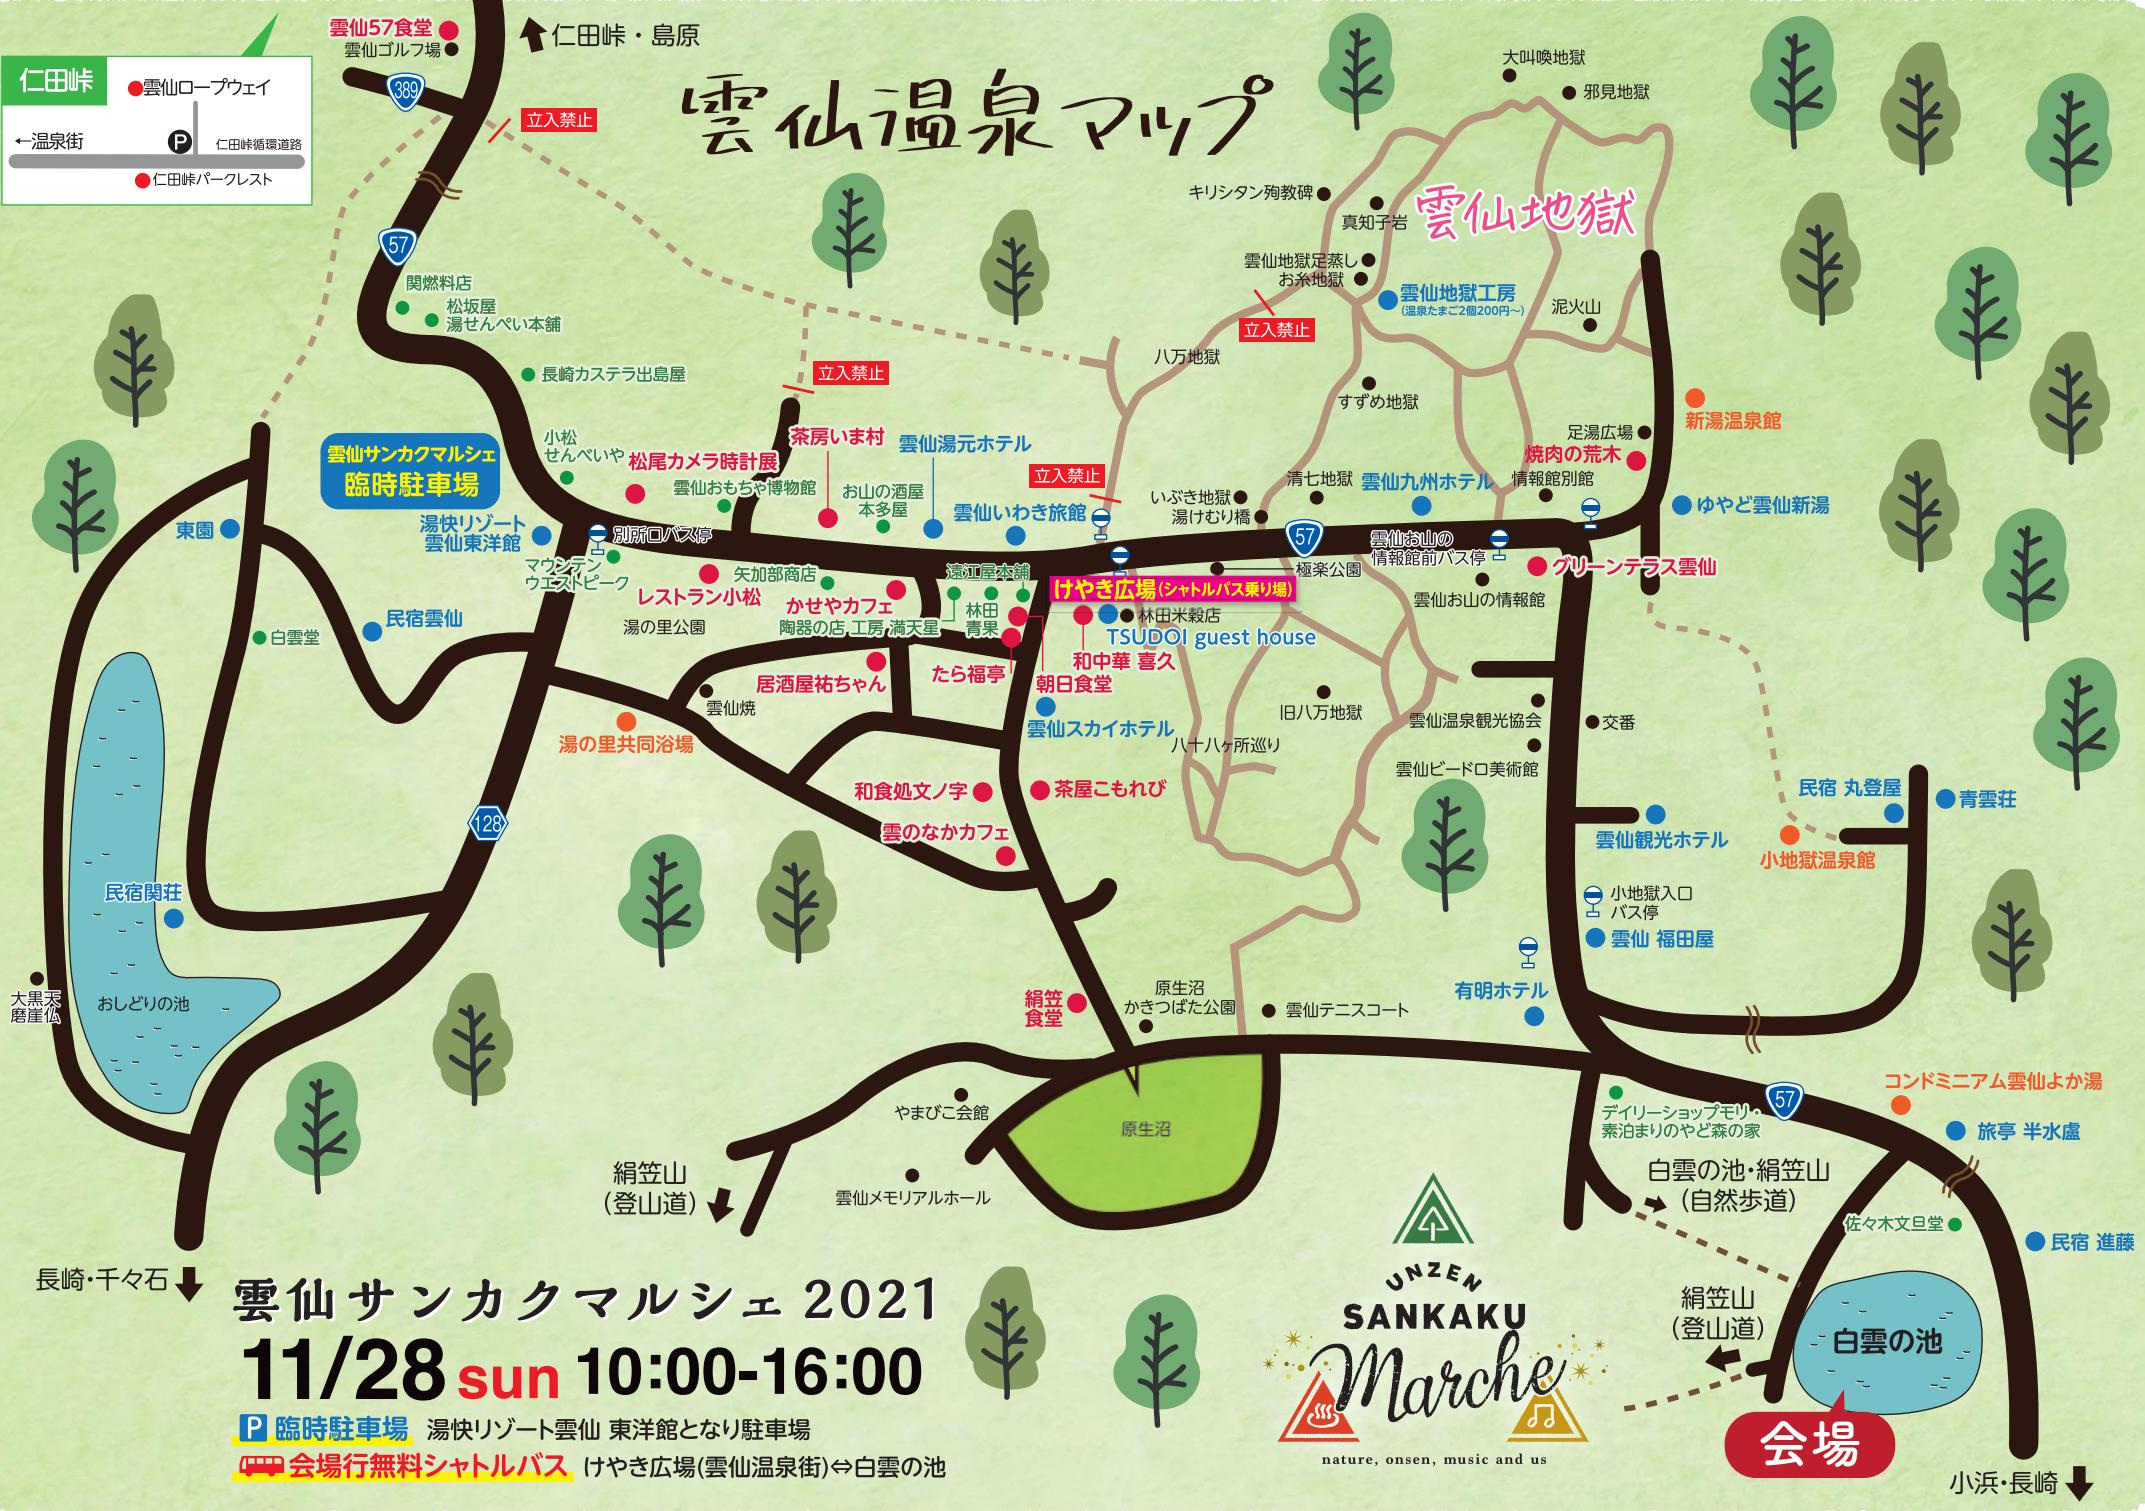 雲仙57食堂
雲仙ゴルフ場
仁田峠・島原
仁田峠
雲仙ロープウェイ
←温泉街
P
仁田峠循環道路
仁田峠パークレスト
389
立入禁止
雲仙温泉マップ
大叫喚地獄
邪見地獄
キリシタン殉教碑
真知子岩
雲仙地獄
57
雲仙地獄足蒸し
お糸地獄
雲仙地獄工房
(温泉たまご2個200円〜)
泥火山
関燃料店
松坂屋
湯せんぺい本舗
立入禁止
八万地獄
長崎カステラ出島屋
立入禁止
すずめ地獄
新湯温泉館
足湯広場
焼肉の荒木
雲仙サンカクマルシェ
臨時駐車場
小松
せんべいや
松尾カメラ時計展
茶房いま村
雲仙湯元ホテル
立入禁止
清七地獄
雲仙九州ホテル
情報館別館
雲仙おもちゃ博物館
お山の酒屋
本多屋
雲仙いわき旅館
いぶき地獄
湯けむり橋
ゆやど雲仙新湯
東園
湯快リゾート
雲仙東洋館
別所口バス停
57
雲仙お山の
情報館前バス停
マウンテン
ウエストピーク
矢加部商店
遠江屋本舗
極楽公園
グリーンテラス雲仙
レストラン小松
かせやカフェ
林田
青果
けやき広場(シャトルバス乗り場)
雲仙お山の情報館
民宿雲仙
白雲堂
湯の里公園
陶器の店 工房 満天星
林田米穀店
TSUDOI guest house
たら福亭
和中華 喜久
居酒屋祐ちゃん
朝日食堂
雲仙焼
雲仙スカイホテル
旧八万地獄
雲仙温泉観光協会
交番
湯の里共同浴場
八十八ヶ所巡り
雲仙ビードロ美術館
和食処文ノ字
茶屋こもれび
民宿 丸登屋
青雲荘
128
雲のなかカフェ
雲仙観光ホテル
小地獄温泉館
民宿関荘
小地獄入口
バス停
雲仙 福田屋
大黒天
磨崖仏
おしどりの池
絹笠
食堂
原生沼
かきつばた公園
雲仙テニスコート
有明ホテル
やまびこ会館
原生沼
デイリーショップモリ・
素泊まりのやど森の家
57
コンドミニアム雲仙よか湯
旅亭 半水盧
絹笠山
(登山道)
雲仙メモリアルホール
白雲の池・絹笠山
(自然歩道)
佐々木文旦堂
民宿 進藤
長崎・千々石
絹笠山
(登山道)
白雲の池
会場
小浜・長崎
雲仙サンカクマルシェ 2021
11/28 sun 10:00-16:00
P 臨時駐車場 湯快リゾート雲仙 東洋館となり駐車場
会場行無料シャトルバス けやき広場(雲仙温泉街)⇔白雲の池
UNZEN
SANKAKU
Marche
nature, onsen, music and us